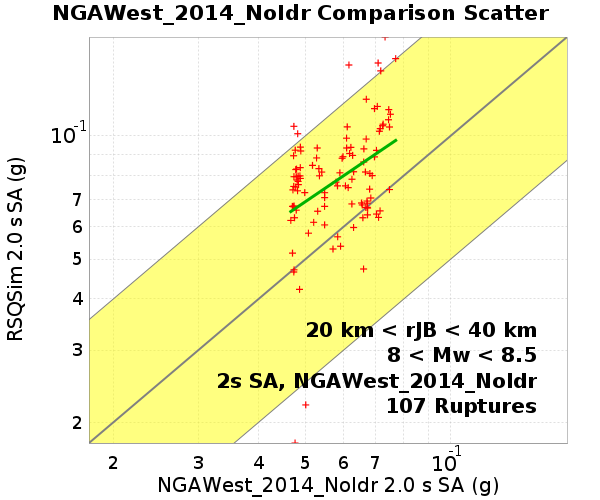 NGAWest_2014_NoIdr Comparison Scatter
RSQSim 2.0 s SA (g)
10-1
7
6
5
4
3
2
20 km < rJB < 40 km
8 < Mw < 8.5
2s SA, NGAWest_2014_NoIdr
107 Ruptures
2 3 4 5 6 7 10-1
NGAWest_2014_NoIdr 2.0 s SA (g)